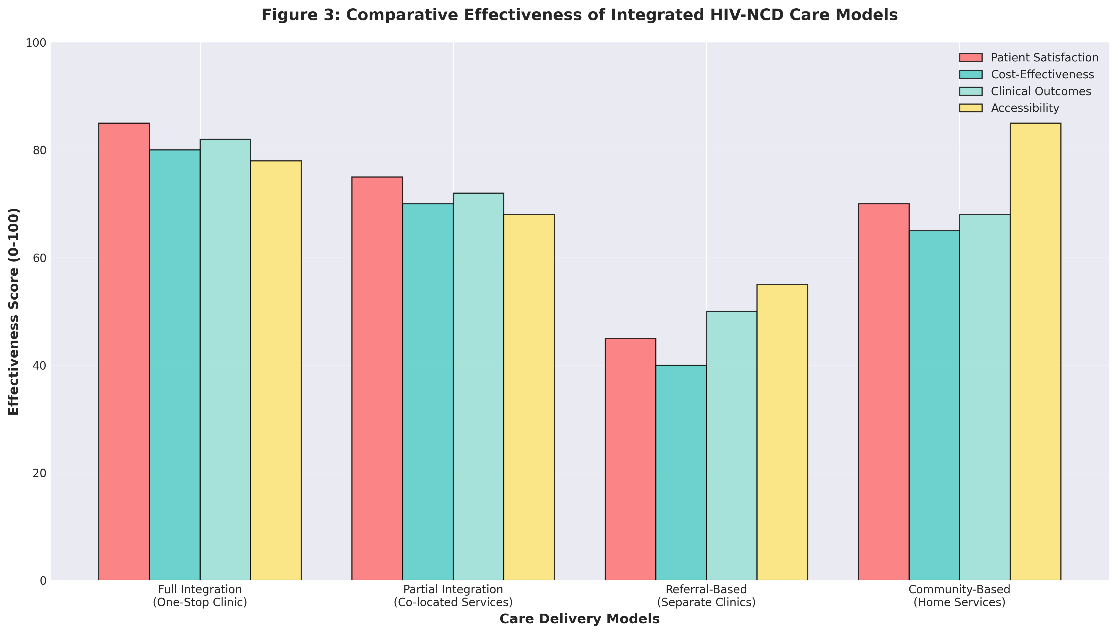 Figure 3: Comparative Effectiveness of Integrated HIV-NCD Care Models
Patient Satisfaction
Cost-Effectiveness
Clinical Outcomes
Accessibility
Effectiveness Score (0-100)
100
80
60
40
20
0
Full Integration
(One-Stop Clinic)
Partial Integration
(Co-located Services)
Referral-Based
(Separate Clinics)
Community-Based
(Home Services)
Care Delivery Models